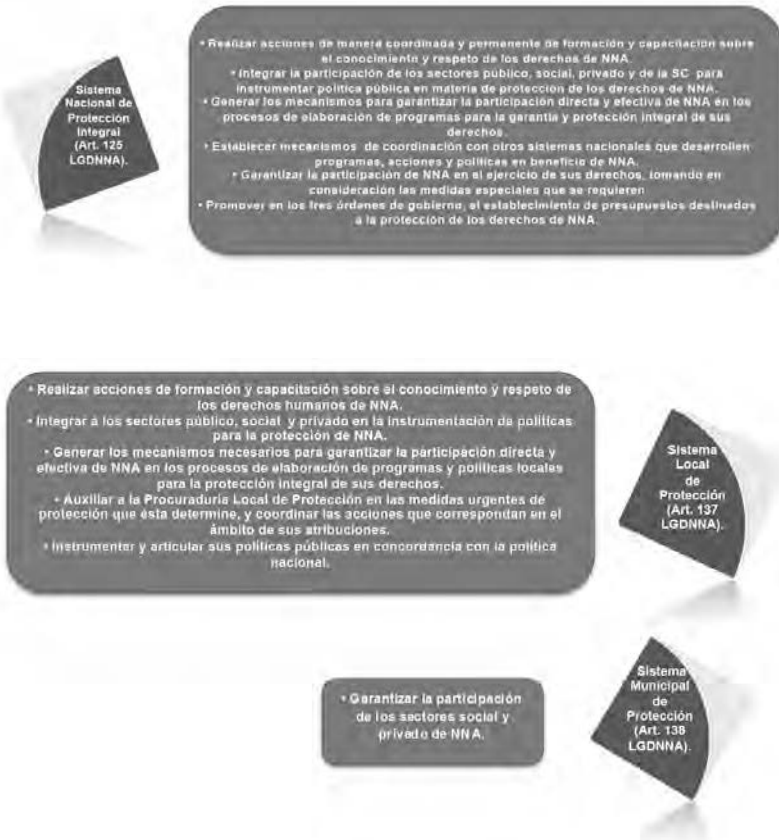 Sistema
Nacional de
Protección
Integral
(Art. 125
LGDNNA).
• Realizar acciones de manera coordinada y permanente de formación y capacitación sobre
el conocimiento y respeto de los derechos de NNA.
• Integrar la participación de los sectores público, social, privado y de la SC para
instrumentar política pública en materia de protección de los derechos de NNA.
• Generar los mecanismos para garantizar la participación directa y efectiva de NNA en los
procesos de elaboración de programas para la garantía y protección integral de sus
derechos.
• Establecer mecanismos de coordinación con otros sistemas nacionales que desarrollen
programas, acciones y políticas en beneficio de NNA.
• Garantizar la participación de NNA en el ejercicio de sus derechos, tomando en
consideración las medidas especiales que se requieren
• Promover en los tres órdenes de gobierno, el establecimiento de presupuestos destinados
a la protección de los derechos de NNA.
• Realizar acciones de formación y capacitación sobre el conocimiento y respeto de
los derechos humanos de NNA.
• Integrar a los sectores público, social y privado en la instrumentación de políticas
para la protección de NNA.
• Generar los mecanismos necesarios para garantizar la participación directa y
efectiva de NNA en los procesos de elaboración de programas y políticas locales
para la protección integral de sus derechos.
• Auxiliar a la Procuraduría Local de Protección en las medidas urgentes de
protección que ésta determine, y coordinar las acciones que correspondan en el
ámbito de sus atribuciones.
• Instrumentar y articular sus políticas públicas en concordancia con la política
nacional.
Sistema
Local
de
Protección
(Art. 137
LGDNNA).
• Garantizar la participación
de los sectores social y
privado de NNA.
Sistema
Municipal
de
Protección
(Art. 138
LGDNNA).